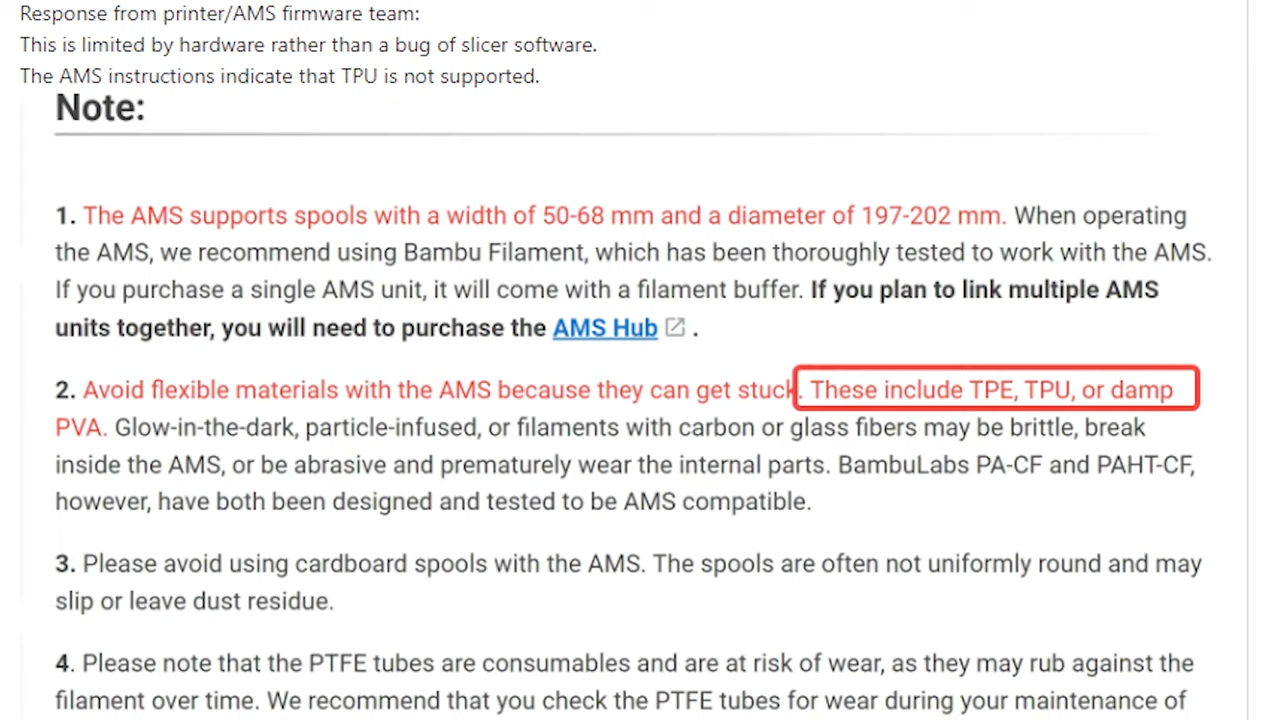 Response from printer/AMS firmware team:
This is limited by hardware rather than a bug of slicer software.
The AMS instructions indicate that TPU is not supported.
Note:
1. The AMS supports spools with a width of 50-68 mm and a diameter of 197-202 mm. When operating
the AMS, we recommend using Bambu Filament, which has been thoroughly tested to work with the AMS.
If you purchase a single AMS unit, it will come with a filament buffer. If you plan to link multiple AMS
units together, you will need to purchase the AMS Hub .
2. Avoid flexible materials with the AMS because they can get stuck. These include TPE, TPU, or damp
PVA. Glow-in-the-dark, particle-infused, or filaments with carbon or glass fibers may be brittle, break
inside the AMS, or be abrasive and prematurely wear the internal parts. BambuLabs PA-CF and PAHT-CF,
however, have both been designed and tested to be AMS compatible.
3. Please avoid using cardboard spools with the AMS. The spools are often not uniformly round and may
slip or leave dust residue.
4. Please note that the PTFE tubes are consumables and are at risk of wear, as they may rub against the
filament over time. We recommend that you check the PTFE tubes for wear during your maintenance of